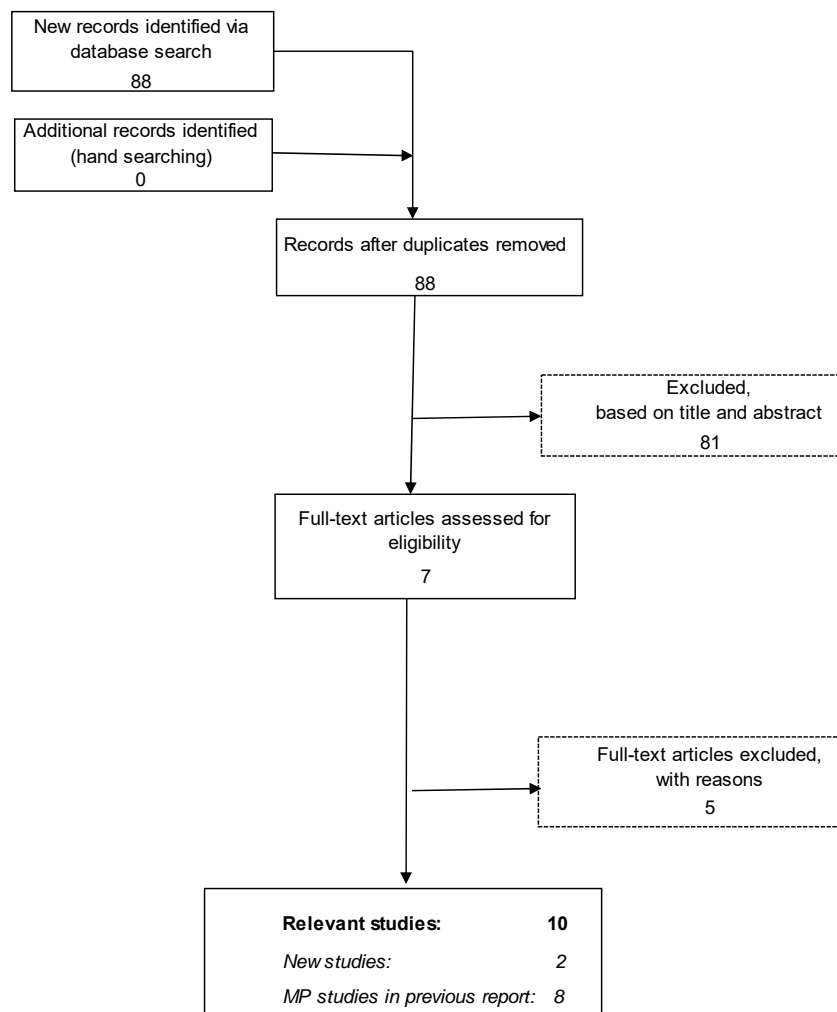 New records identified via
database search
88
Additional records identified
(hand searching)
0
Records after duplicates removed
88
Excluded,
based on title and abstract
81
Full-text articles assessed for
eligibility
7
Full-text articles excluded,
with reasons
5
Relevant studies: 10
New studies: 2
MP studies in previous report: 8